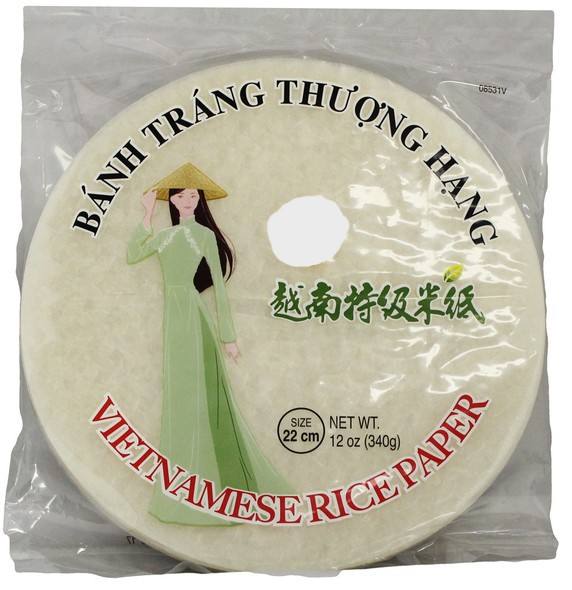 06531V
BÁNH TRÁNG THƯỢNG HẠNG
越南特级米纸
SIZE
22 cm
NET WT.
12 oz (340g)
VIETNAMESE RICE PAPER